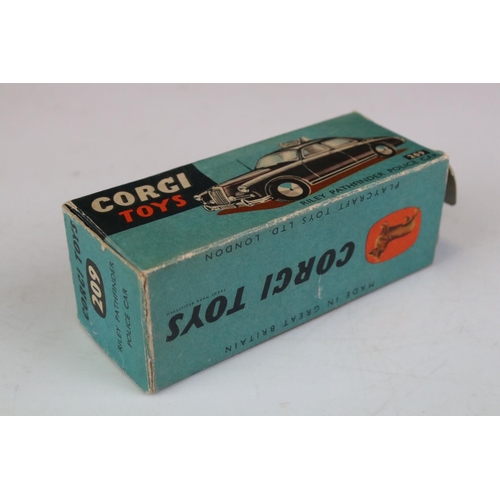 CORGI
TOYS
209
RILEY PATHFINDER POLICE CAR
CORGI TOYS
209
RILEY PATHFINDER
POLICE CAR
MADE IN GREAT BRITAIN
CORGI TOYS
PLAYCRAFT TOYS LTD. LONDON